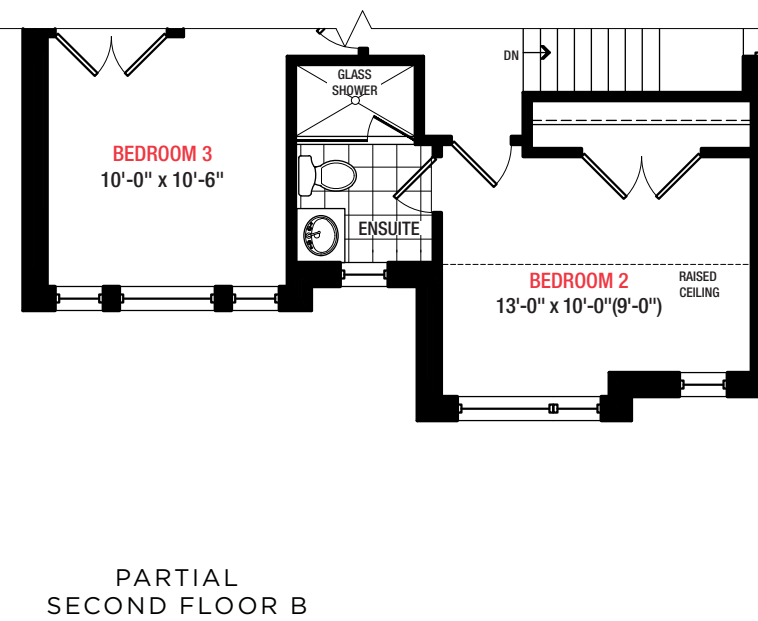 DN
GLASS
SHOWER
BEDROOM 3
10'-0" x 10'-6"
ENSUITE
BEDROOM 2
13'-0" x 10'-0"(9'-0")
RAISED
CEILING
PARTIAL
SECOND FLOOR B